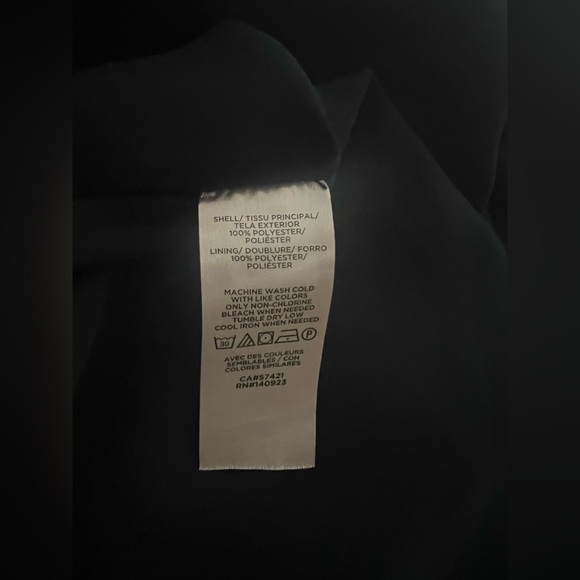 SHELL/ TISSU PRINCIPAL/
TELA EXTERIOR
100% POLYESTER/
POLIÉSTER
LINING/ DOUBLURE/ FORRO
100% POLYESTER/
POLIÉSTER
MACHINE WASH COLD
WITH LIKE COLORS
ONLY NON-CHLORINE
BLEACH WHEN NEEDED
TUMBLE DRY LOW
COOL IRON WHEN NEEDED
30 P
AVEC DES COULEURS
SEMBLABLES / CON
COLORES SIMILARES
CA#57421
RN#140923